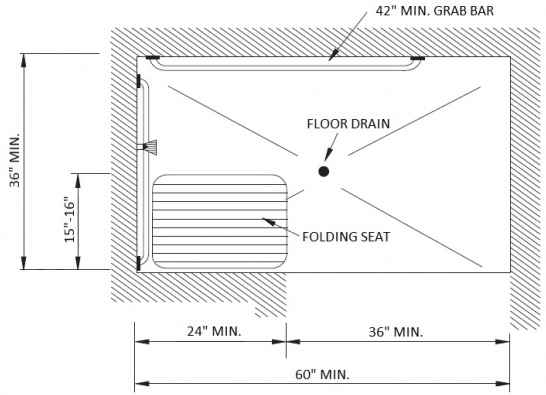 42" MIN. GRAB BAR
36" MIN.
FLOOR DRAIN
15"-16"
FOLDING SEAT
24" MIN.
36" MIN.
60" MIN.